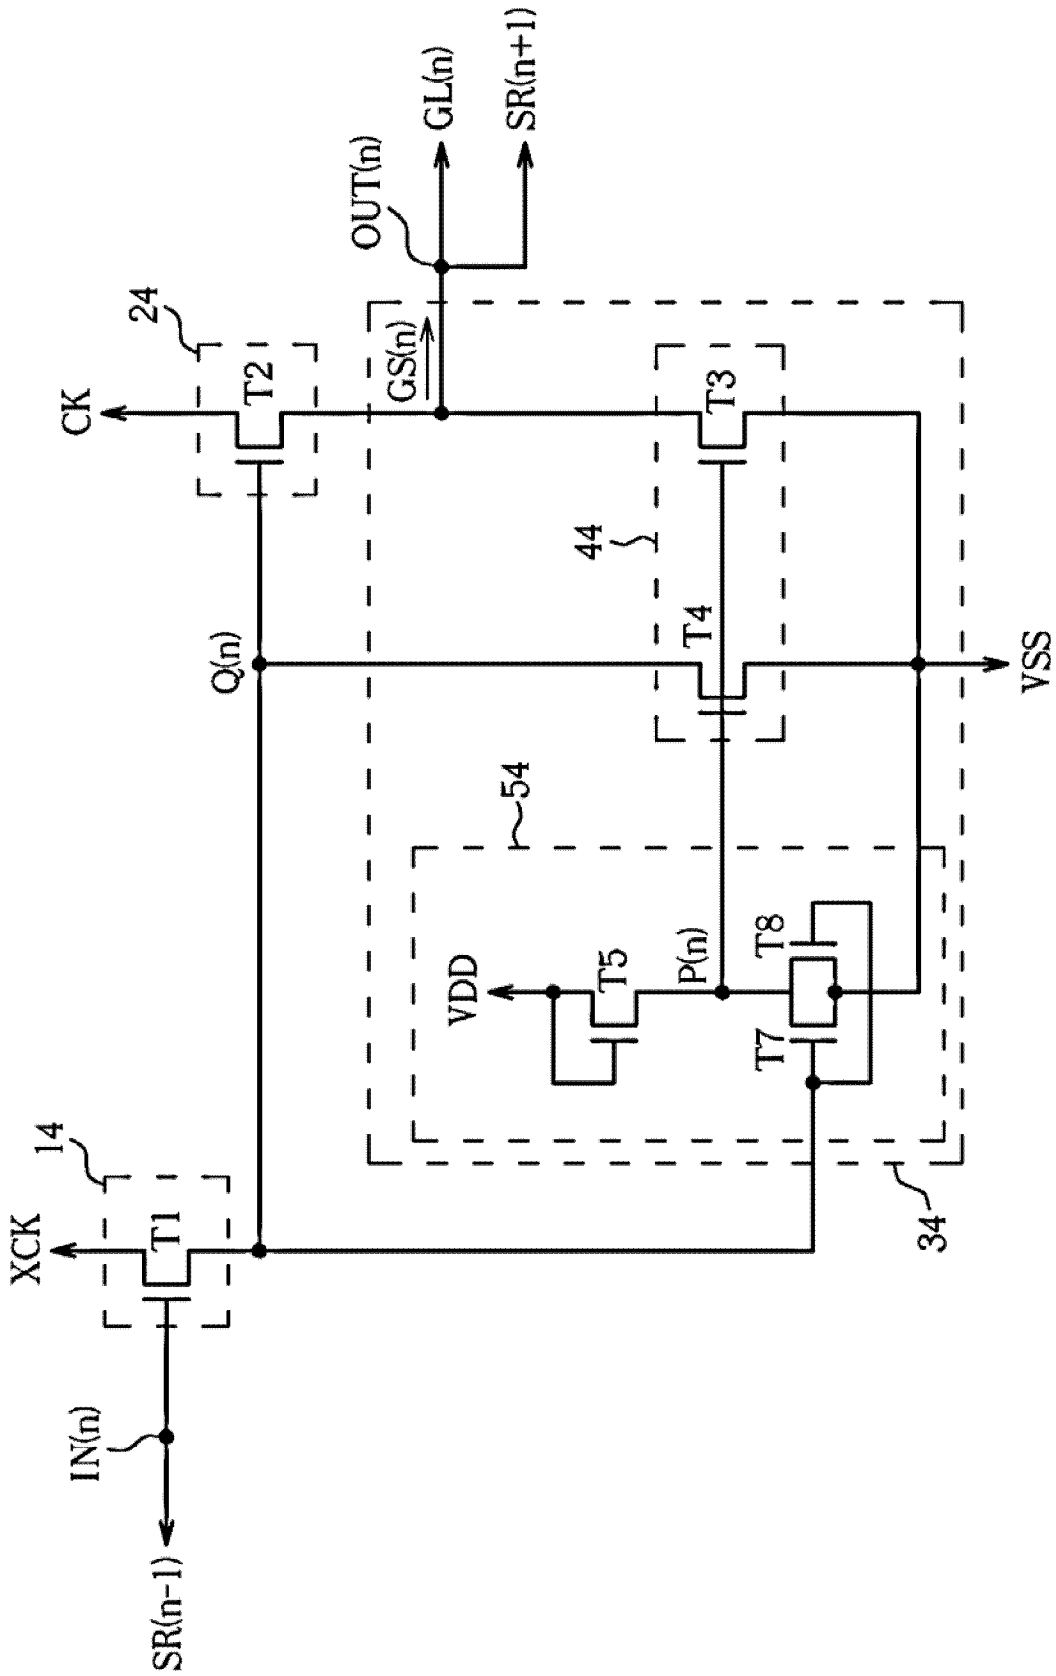 XCK
14
T1
IN(n)
SR(n-1)
Q(n)
CK
24
T2
GS(n)
OUT(n)
GL(n)
SR(n+1)
34
54
VDD
T5
P(n)
T7
T8
44
T4
T3
VSS